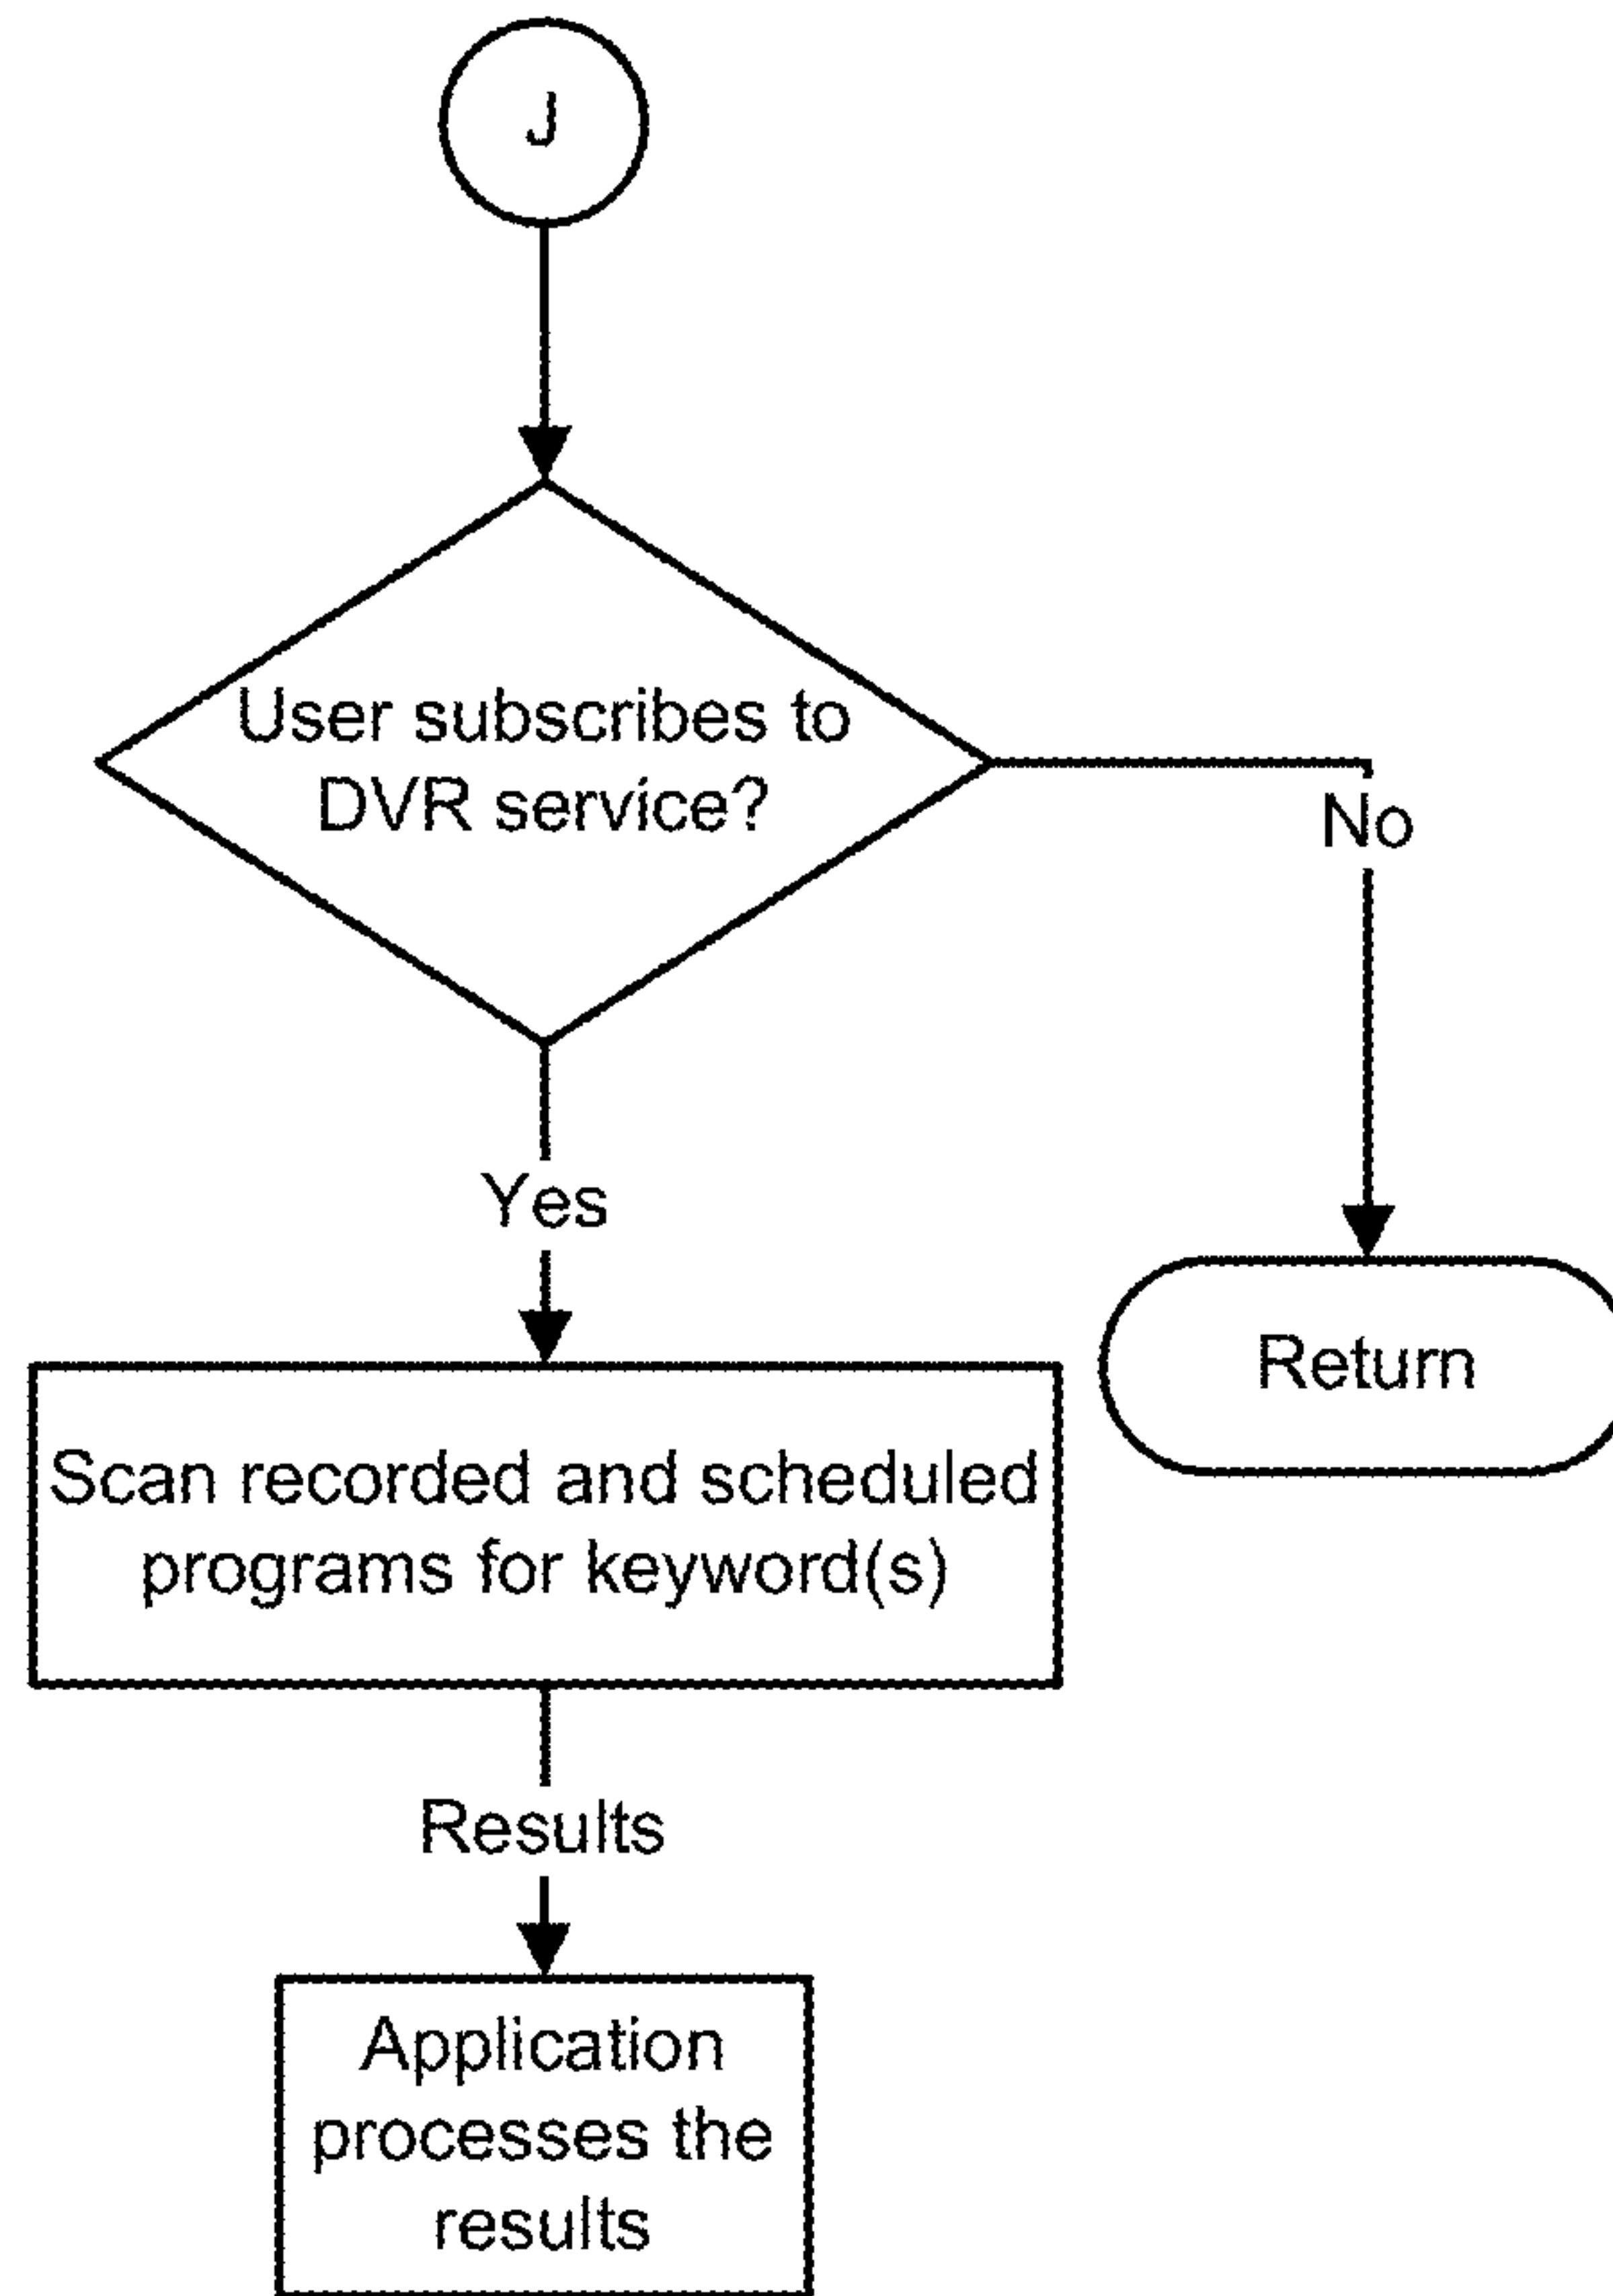 J
User subscribes to
DVR service?
No
Yes
Return
Scan recorded and scheduled
programs for keyword(s)
Results
Application
processes the
results